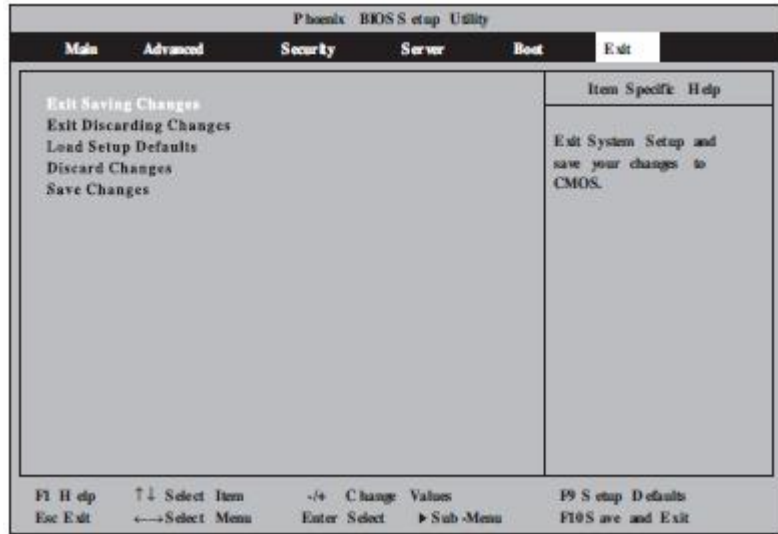 Phoenix BIOS Setup Utility
Main Advanced Security Server Boot Exit
Exit Saving Changes
Exit Discarding Changes
Load Setup Defaults
Discard Changes
Save Changes
Item Specific Help
Exit System Setup and
save your changes to
CMOS.
F1 Help ↑↓ Select Item -/+ Change Values F9 Setup Defaults
Esc Exit ←→Select Menu Enter Select ▶Sub-Menu F10 Save and Exit